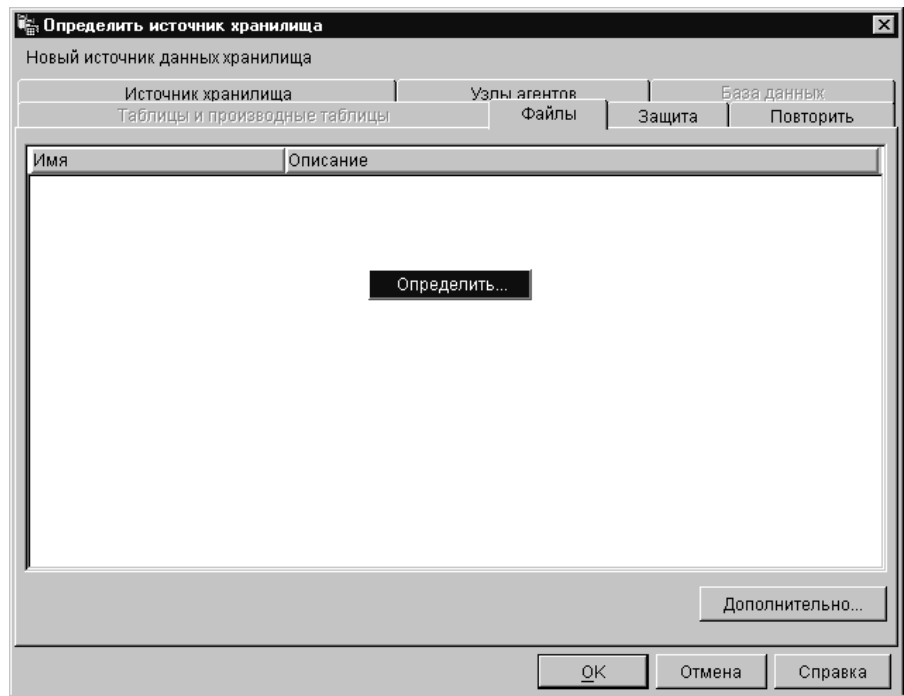 Определить источник хранилища
Новый источник данных хранилища
Источник хранилища Узлы агентов База данных
Таблицы и производные таблицы Файлы Защита Повторить
Имя Описание
Определить...
Дополнительно...
OK Отмена Справка